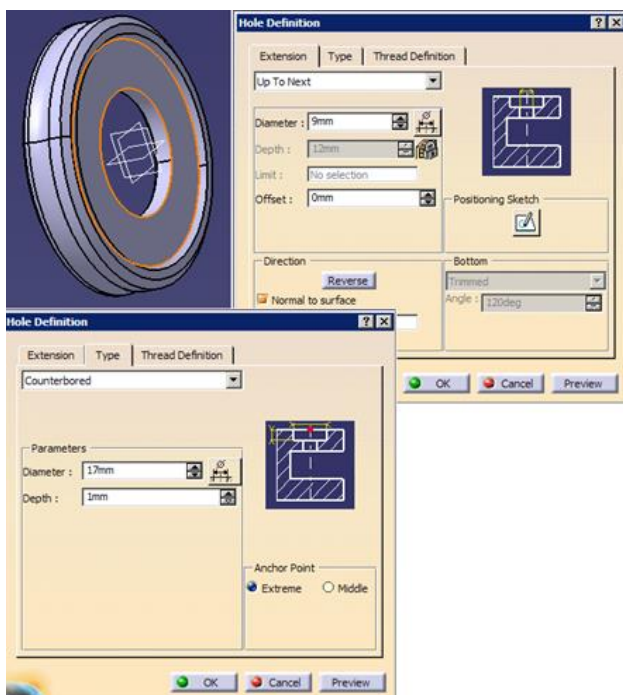 Hole Definition
Extension Type Thread Definition
Up To Next
Diameter : 9mm
Depth : 12mm
Limit : No selection
Offset : 0mm
Positioning Sketch
Direction
Reverse
Normal to surface
Bottom
Trimmed
Angle : 120deg
OK Cancel Preview
Hole Definition
Extension Type Thread Definition
Counterbored
Parameters
Diameter : 17mm
Depth : 1mm
Anchor Point
Extreme Middle
OK Cancel Preview